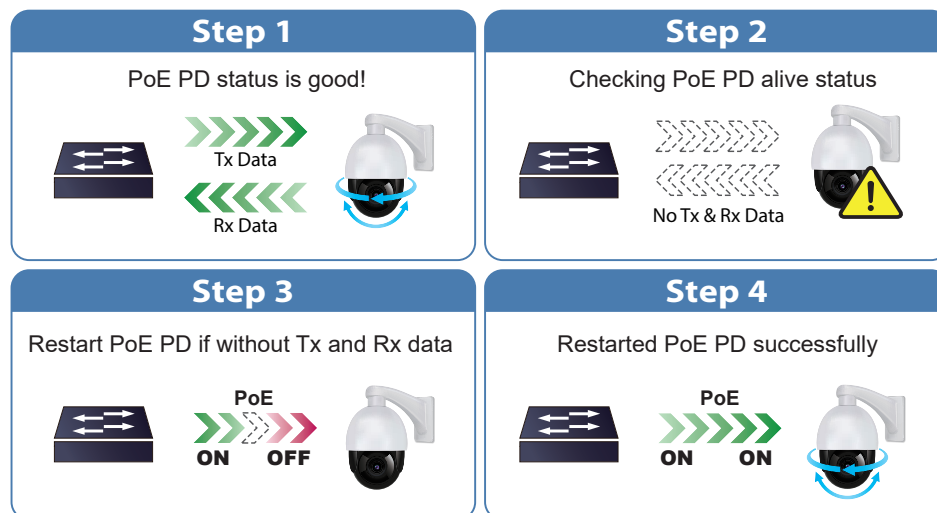 Step 1
PoE PD status is good!
Tx Data
Rx Data
Step 2
Checking PoE PD alive status
No Tx & Rx Data
Step 3
Restart PoE PD if without Tx and Rx data
PoE
ON OFF
Step 4
Restarted PoE PD successfully
PoE
ON ON